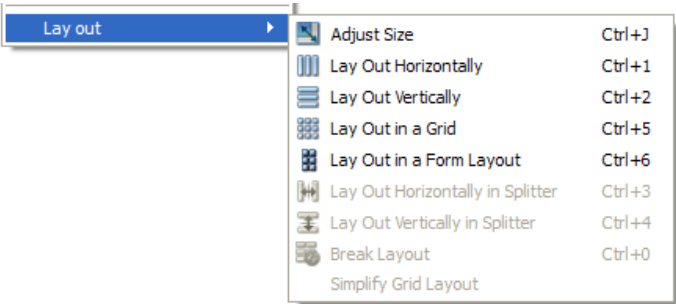 Lay out
Adjust Size Ctrl+J
Lay Out Horizontally Ctrl+1
Lay Out Vertically Ctrl+2
Lay Out in a Grid Ctrl+5
Lay Out in a Form Layout Ctrl+6
Lay Out Horizontally in Splitter Ctrl+3
Lay Out Vertically in Splitter Ctrl+4
Break Layout Ctrl+0
Simplify Grid Layout